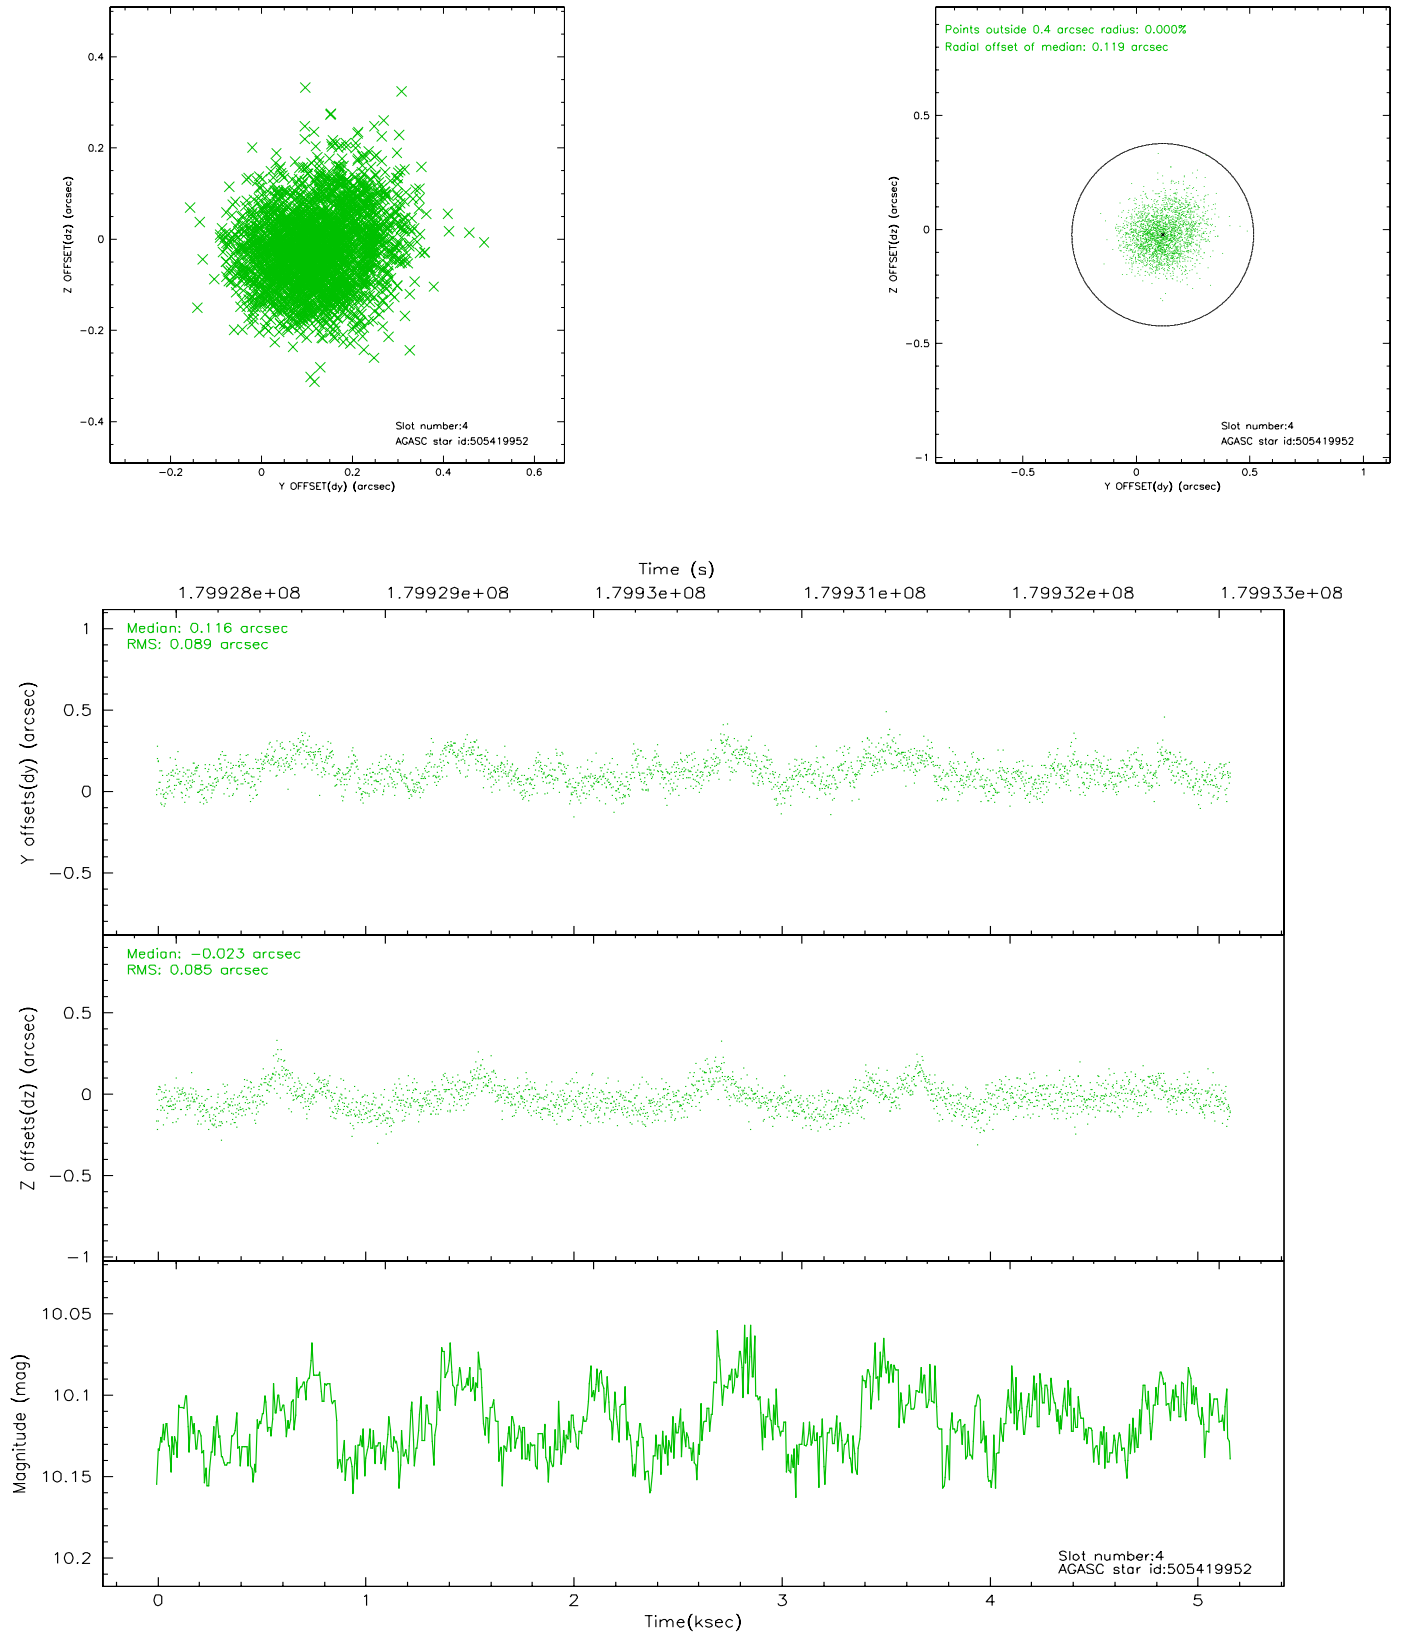 0.4
0.2
0
−0.2
−0.4
Z OFFSET(dz) (arcsec)
Slot number:4
AGASC star id:505419952
−0.2 0 0.2 0.4 0.6
Y OFFSET(dy) (arcsec)
Points outside 0.4 arcsec radius: 0.000%
Radial offset of median: 0.119 arcsec
0.5
0
−0.5
−1
Z OFFSET(dz) (arcsec)
Slot number:4
AGASC star id:505419952
−0.5 0 0.5 1
Y OFFSET(dy) (arcsec)
Time (s)
1.79928e+08 1.79929e+08 1.7993e+08 1.79931e+08 1.79932e+08 1.79933e+08
Median: 0.116 arcsec
RMS: 0.089 arcsec
1
0.5
0
−0.5
Y offsets(dy) (arcsec)
Median: −0.023 arcsec
RMS: 0.085 arcsec
0.5
0
−0.5
−1
Z offsets(dz) (arcsec)
10.05
10.1
10.15
10.2
Magnitude (mag)
Slot number:4
AGASC star id:505419952
0 1 2 3 4 5
Time(ksec)